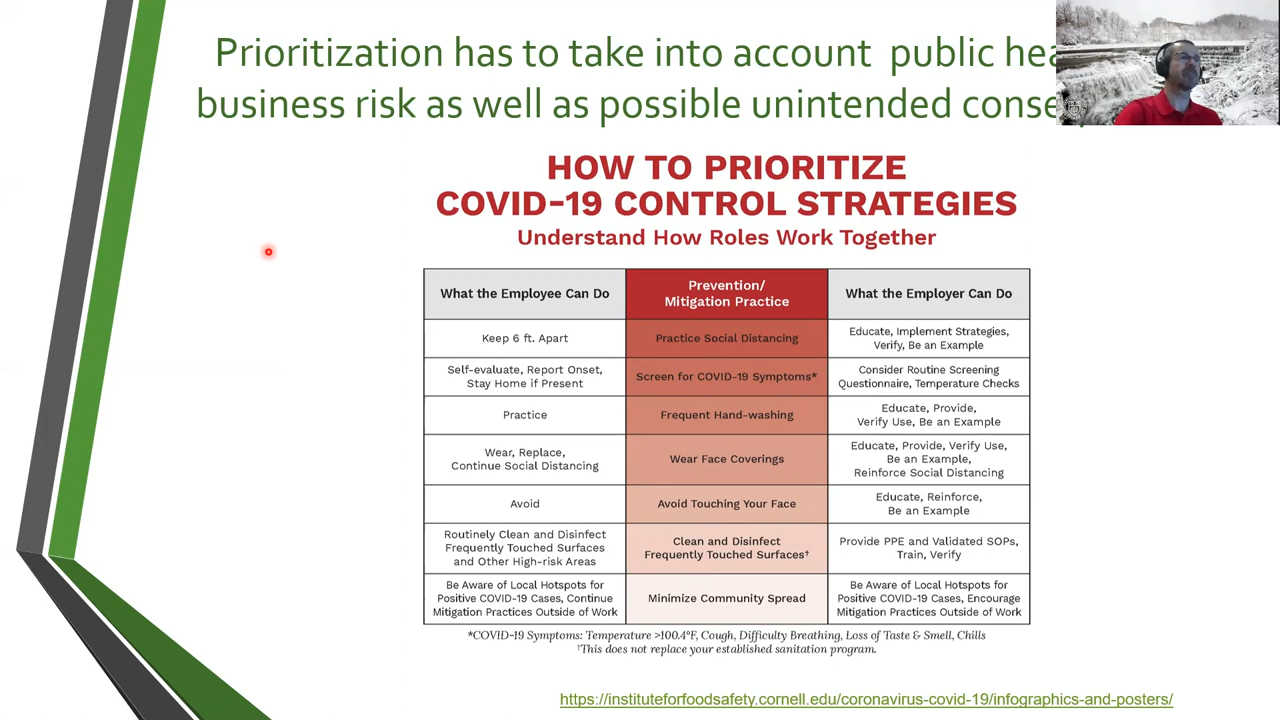 Prioritization has to take into account public
business risk as well as possible unintended
HOW TO PRIORITIZE
COVID-19 CONTROL STRATEGIES
Understand How Roles Work Together
What the Employee Can Do
Prevention/
Mitigation Practice
What the Employer Can Do
Keep 6 ft. Apart
Practice Social Distancing
Educate, Implement Strategies,
Verify, Be an Example
Self-evaluate, Report Onset,
Stay Home if Present
Screen for COVID-19 Symptoms*
Consider Routine Screening
Questionnaire, Temperature Checks
Practice
Frequent Hand-washing
Educate, Provide,
Verify Use, Be an Example
Wear, Replace,
Continue Social Distancing
Wear Face Coverings
Educate, Provide, Verify Use,
Be an Example,
Reinforce Social Distancing
Avoid
Avoid Touching Your Face
Educate, Reinforce,
Be an Example
Routinely Clean and Disinfect
Frequently Touched Surfaces
and Other High-risk Areas
Clean and Disinfect
Frequently Touched Surfaces†
Provide PPE and Validated SOPs,
Train, Verify
Be Aware of Local Hotspots for
Positive COVID-19 Cases, Continue
Mitigation Practices Outside of Work
Minimize Community Spread
Be Aware of Local Hotspots for
Positive COVID-19 Cases, Encourage
Mitigation Practices Outside of Work
*COVID-19 Symptoms: Temperature >100.4°F, Cough, Difficulty Breathing, Loss of Taste & Smell, Chills
†This does not replace your established sanitation program.
https://instituteforfoodsafety.cornell.edu/coronavirus-covid-19/infographics-and-posters/